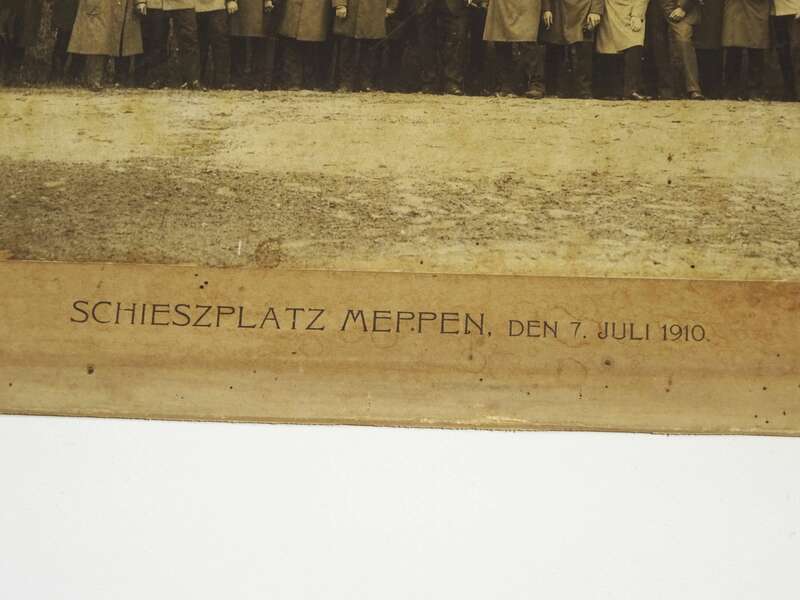 SCHIESZPLATZ MEPPEN, DEN 7. JULI 1910.